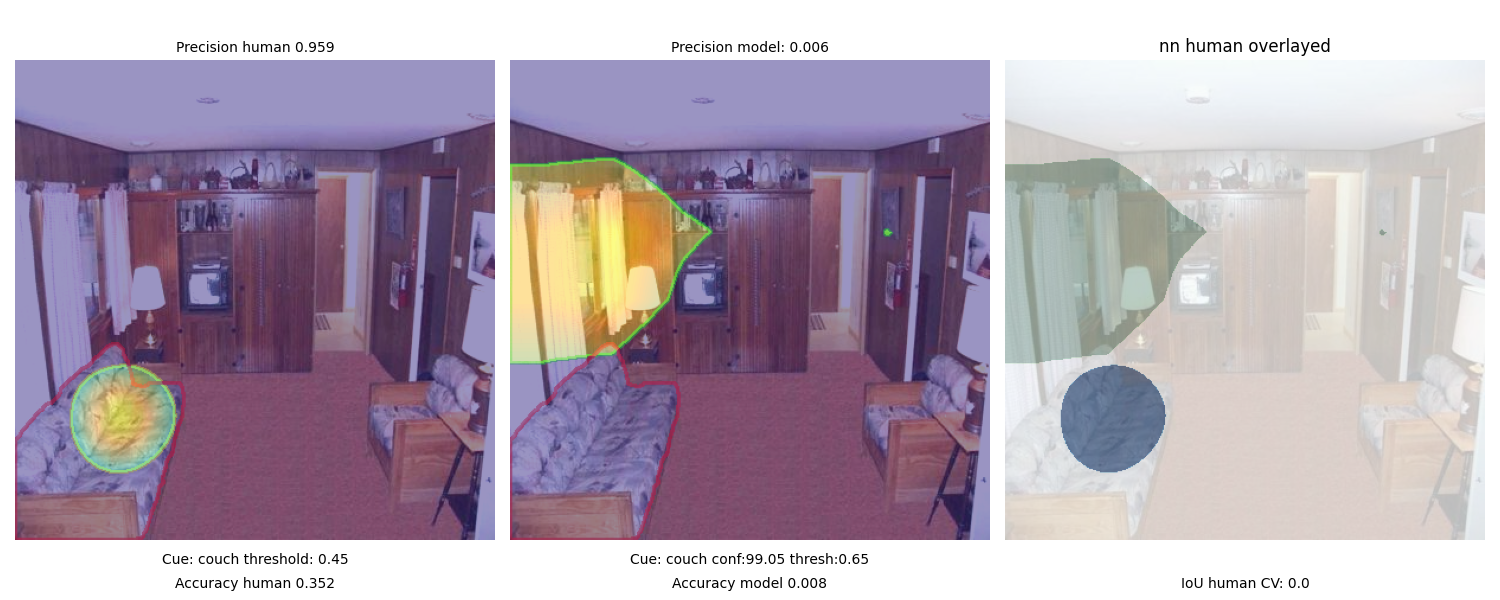 Precision human 0.959
Precision model: 0.006
nn human overlayed
Cue: couch threshold: 0.45
Cue: couch conf:99.05 thresh:0.65
Accuracy human 0.352
Accuracy model 0.008
IoU human CV: 0.0